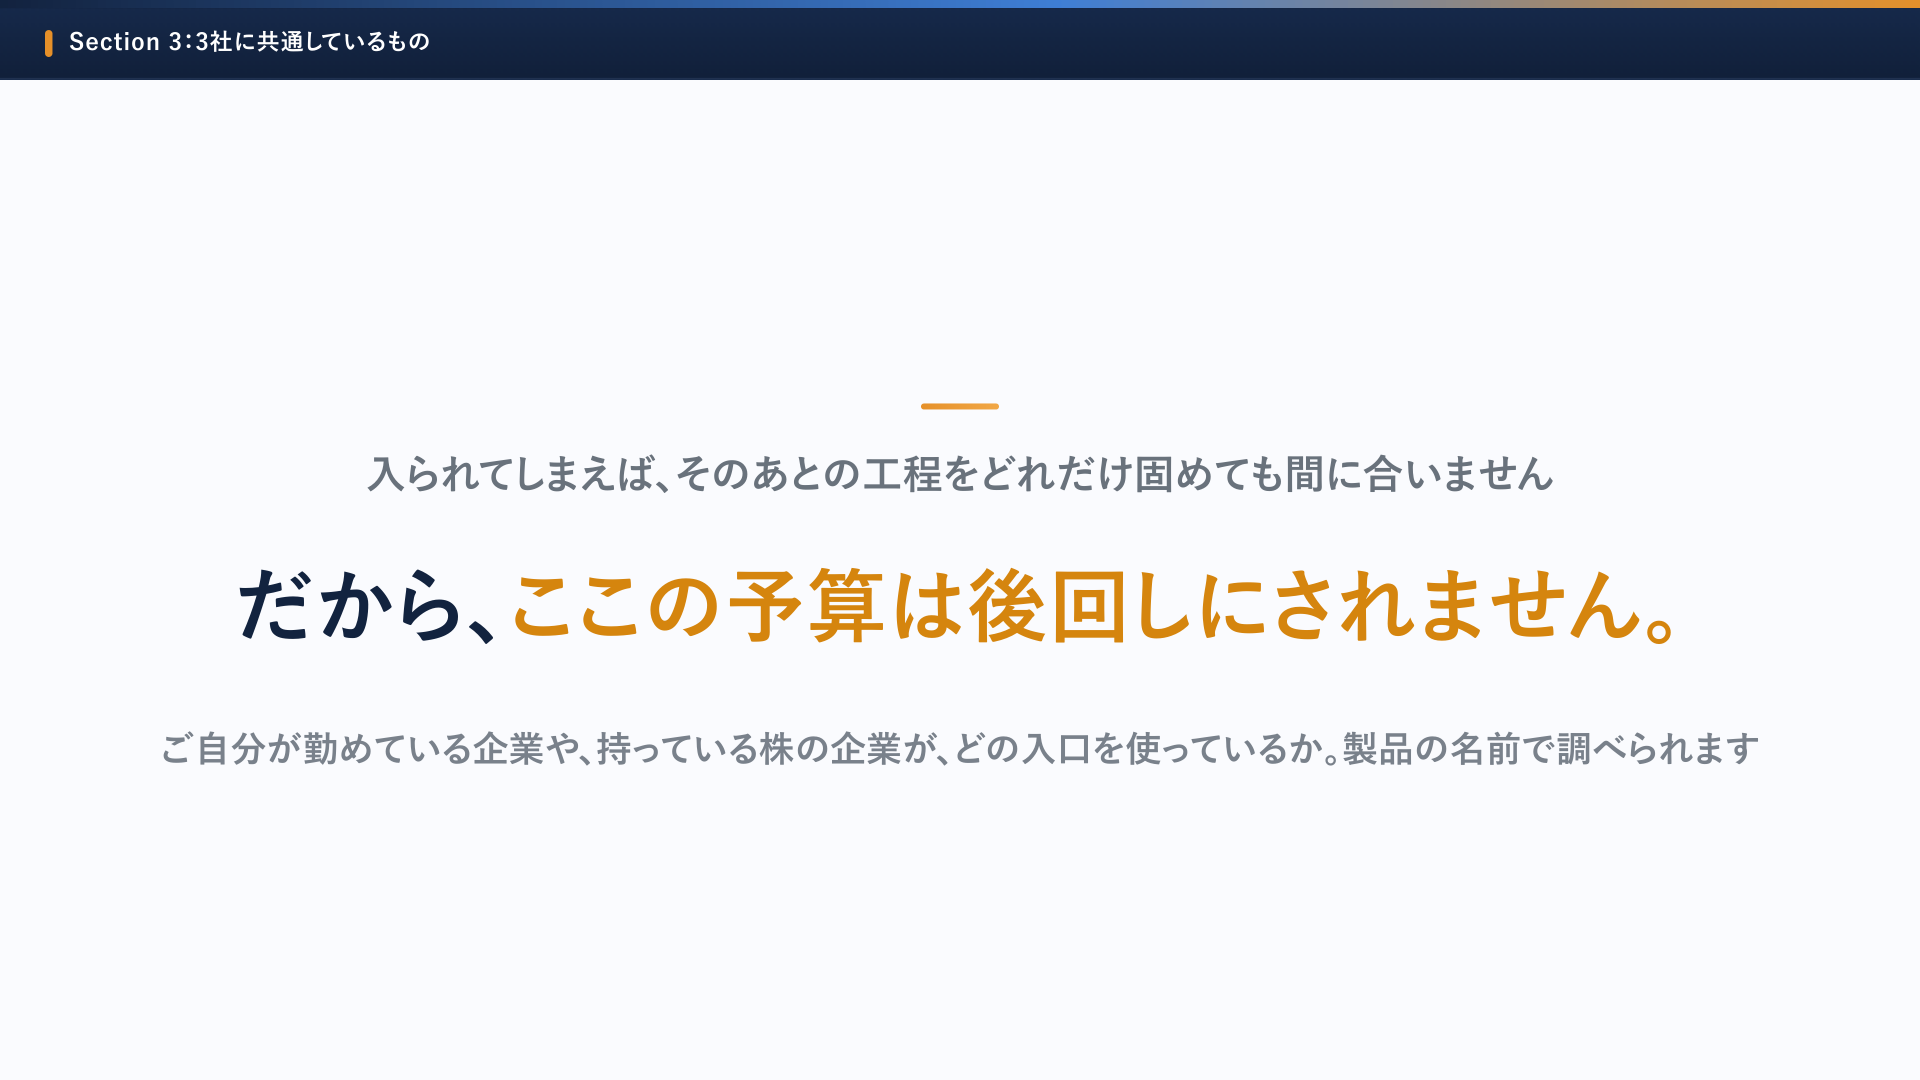 Section 3：3社に共通しているもの
入られてしまえば、そのあとの工程をどれだけ固めても間に合いません
だから、ここの予算は後回しにされません。
ご自分が勤めている企業や、持っている株の企業が、どの入口を使っているか。製品の名前で調べられます